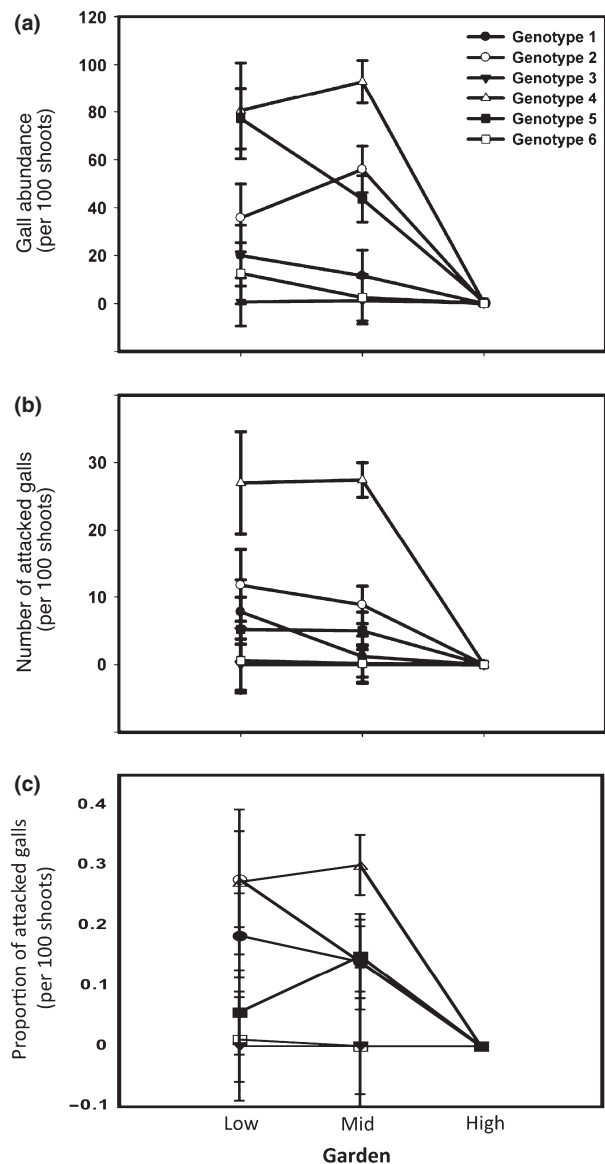 (a)
120
100
80
60
40
20
0
Gall abundance
(per 100 shoots)
Genotype 1
Genotype 2
Genotype 3
Genotype 4
Genotype 5
Genotype 6
(b)
30
20
10
0
Number of attacked galls
(per 100 shoots)
(c)
0.4
0.3
0.2
0.1
0
−0.1
Proportion of attacked galls
(per 100 shoots)
Low Mid High
Garden